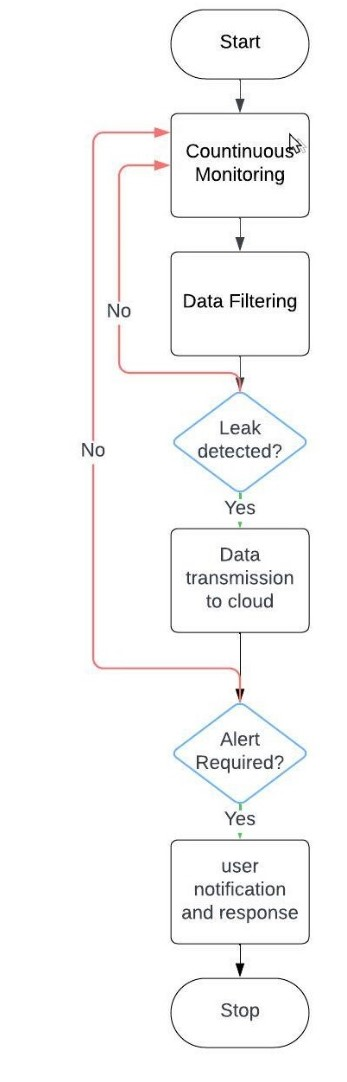 Start
Countinuous
Monitoring
Data Filtering
No
Leak
detected?
No
Yes
Data
transmission
to cloud
Alert
Required?
Yes
user
notification
and response
Stop